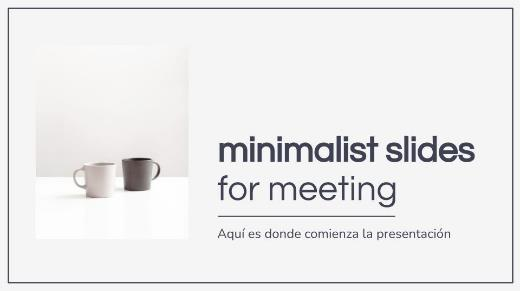 minimalist slides
for meeting
Aquí es donde comienza la presentación